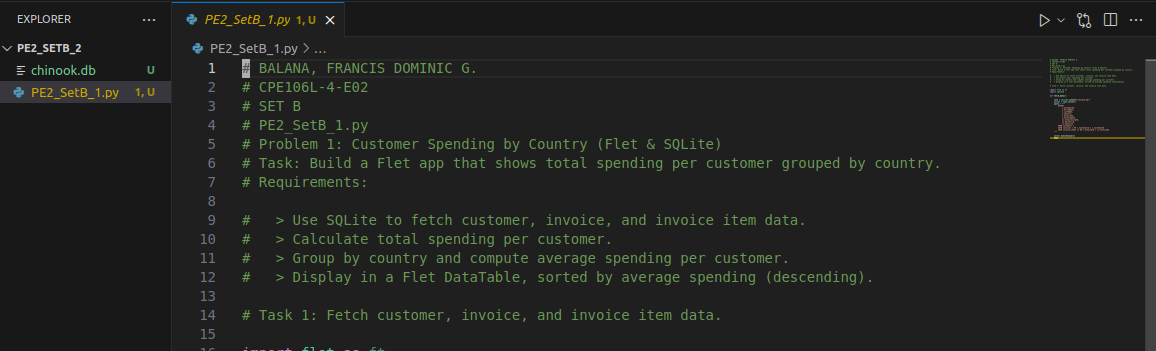 EXPLORER ...
PE2_SetB_1.py 1, U
PE2_SETB_2
chinook.db U
PE2_SetB_1.py 1, U
PE2_SetB_1.py > ...
1 # BALANA, FRANCIS DOMINIC G.
2 # CPE106L-4-E02
3 # SET B
4 # PE2_SetB_1.py
5 # Problem 1: Customer Spending by Country (Flet & SQLite)
6 # Task: Build a Flet app that shows total spending per customer grouped by country.
7 # Requirements:
8
9 #   > Use SQLite to fetch customer, invoice, and invoice item data.
10 #   > Calculate total spending per customer.
11 #   > Group by country and compute average spending per customer.
12 #   > Display in a Flet DataTable, sorted by average spending (descending).
13
14 # Task 1: Fetch customer, invoice, and invoice item data.
15
16 import flet as ft